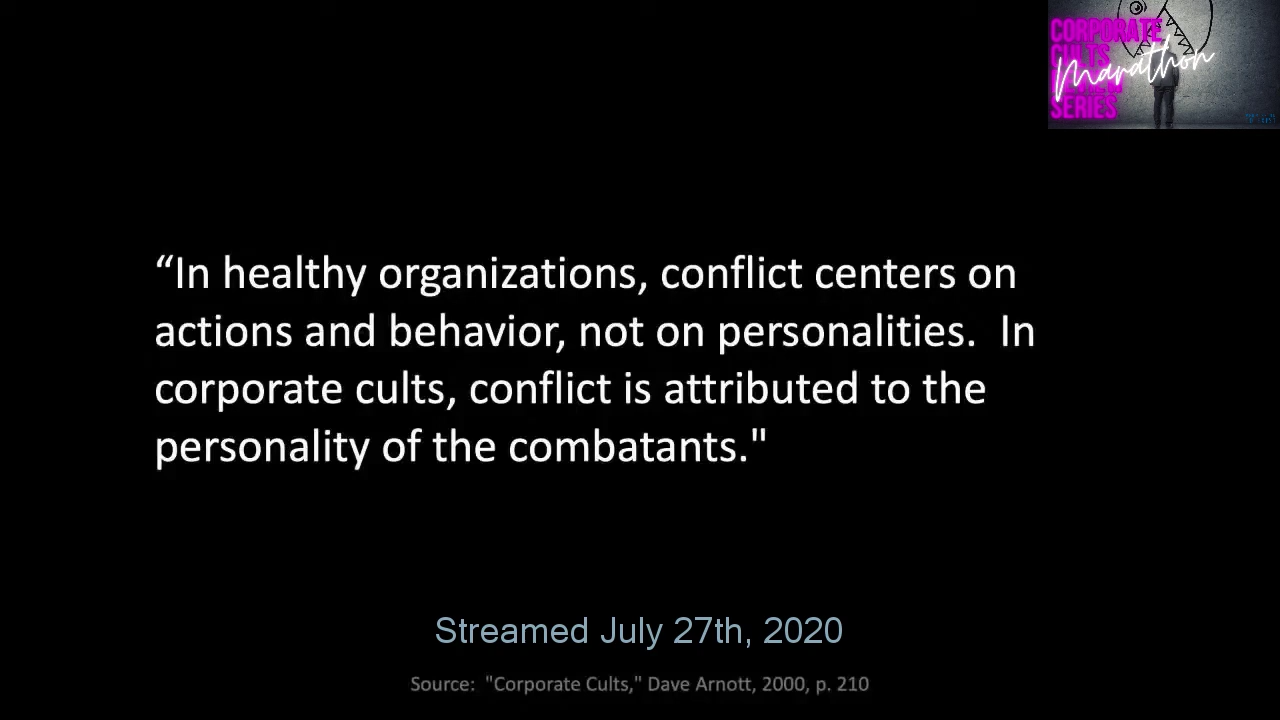 CORPORATE
CULTS
Marathon
SERIES
“In healthy organizations, conflict centers on
actions and behavior, not on personalities.  In
corporate cults, conflict is attributed to the
personality of the combatants."
Streamed July 27th, 2020
Source:  "Corporate Cults," Dave Arnott, 2000, p. 210